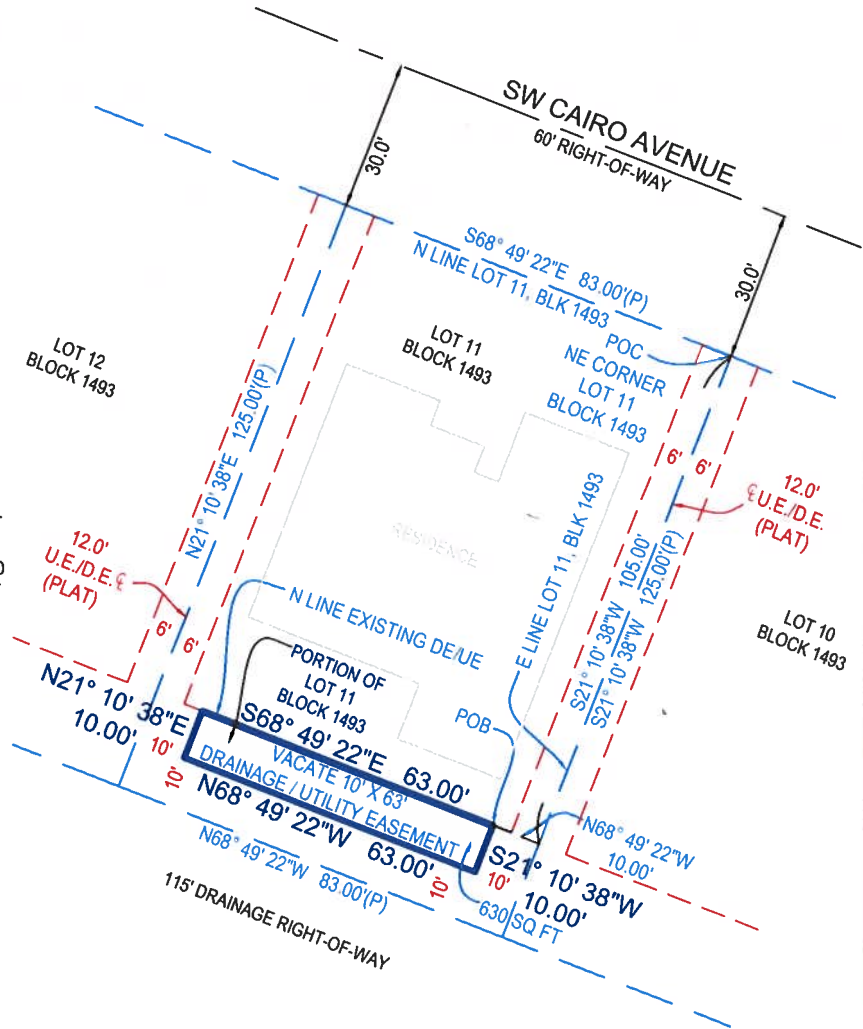 SW CAIRO AVENUE
60' RIGHT-OF-WAY
30.0'
30.0'
S68° 49' 22"E 83.00'(P)
N LINE LOT 11, BLK 1493
POC
NE CORNER
LOT 11
BLOCK 1493
LOT 12
BLOCK 1493
LOT 11
BLOCK 1493
N21° 10' 38"E 125.00'(P)
6' 6'
12.0'
U.E./D.E.
(PLAT)
RESIDENCE
E LINE LOT 11, BLK 1493
S21° 10' 38"W 105.00'
S21° 10' 38"W 125.00'(P)
12.0'
U.E./D.E.
(PLAT)
6' 6'
LOT 10
BLOCK 1493
N LINE EXISTING DE/UE
PORTION OF
LOT 11
BLOCK 1493
POB
N21° 10' 38"E
10.00'
10'
10'
S68° 49' 22"E 63.00'
VACATE 10' X 63'
DRAINAGE / UTILITY EASEMENT
N68° 49' 22"W 63.00'
N68° 49' 22"W 83.00'(P)
10'
10'
S21° 10' 38"W
10.00'
N68° 49' 22"W
10.00'
630 SQ FT
115' DRAINAGE RIGHT-OF-WAY